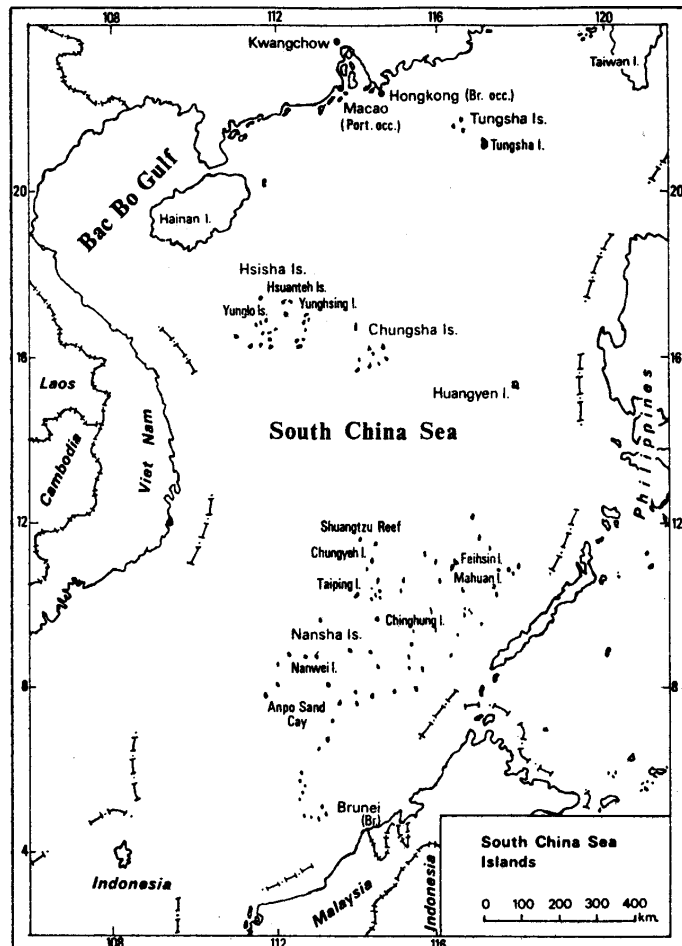 108
112
116
120
Kwangchow
Taiwan I.
Hongkong (Br. occ.)
Macao
(Port. occ.)
Tungsha Is.
Tungsha I.
Bac Bo Gulf
20
20
Hainan I.
Hsisha Is.
Hsuanteh Is.
Yunglo Is.
Yunghsing I.
Chungsha Is.
16
16
Laos
Huangyen I.
South China Sea
Philippines
Viet Nam
Cambodia
12
12
Shuangtzu Reef
Chungyeh I.
Feihsin I.
Mahuan I.
Taiping I.
Chinghung I.
Nansha Is.
Nanwei I.
8
8
Anpo Sand
Cay
Brunei
(Br.)
4
South China Sea
Islands
Indonesia
Malaysia
Indonesia
0 100 200 300 400
km.
108
112
116